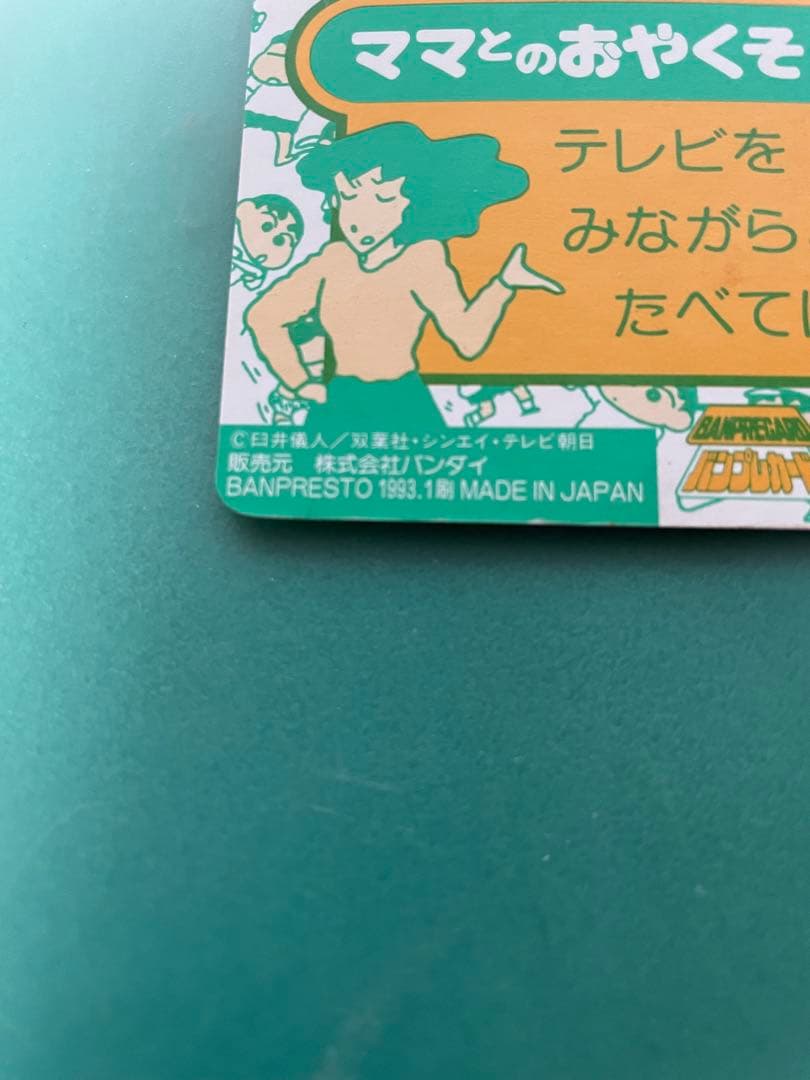 ママとのおやくそ
テレビを
みながら
たべては
© 臼井儀人／双葉社・シンエイ・テレビ朝日
販売元 株式会社バンダイ
BANPRESTO 1993.1刷 MADE IN JAPAN
BANPRECARD
バンプレカード